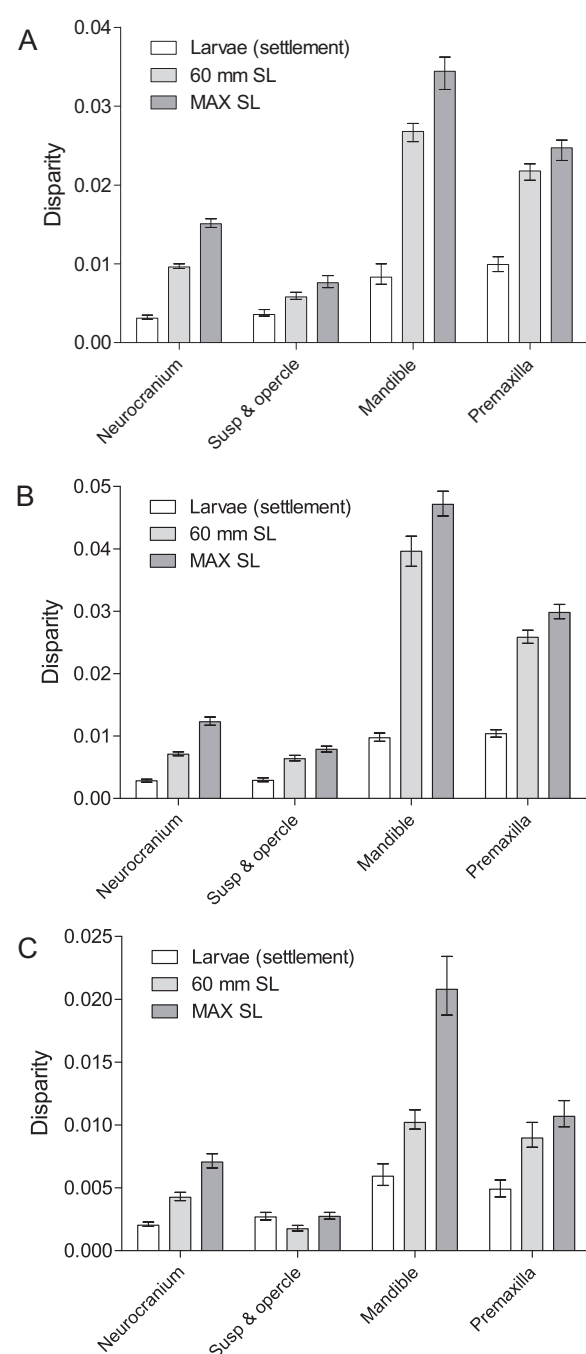 A
0.04
0.03
0.02
0.01
0.00
Disparity
Larvae (settlement)
60 mm SL
MAX SL
Neurocranium
Susp & opercle
Mandible
Premaxilla
B
0.05
0.04
0.03
0.02
0.01
0.00
Disparity
Larvae (settlement)
60 mm SL
MAX SL
Neurocranium
Susp & opercle
Mandible
Premaxilla
C
0.025
0.020
0.015
0.010
0.005
0.000
Disparity
Larvae (settlement)
60 mm SL
MAX SL
Neurocranium
Susp & opercle
Mandible
Premaxilla